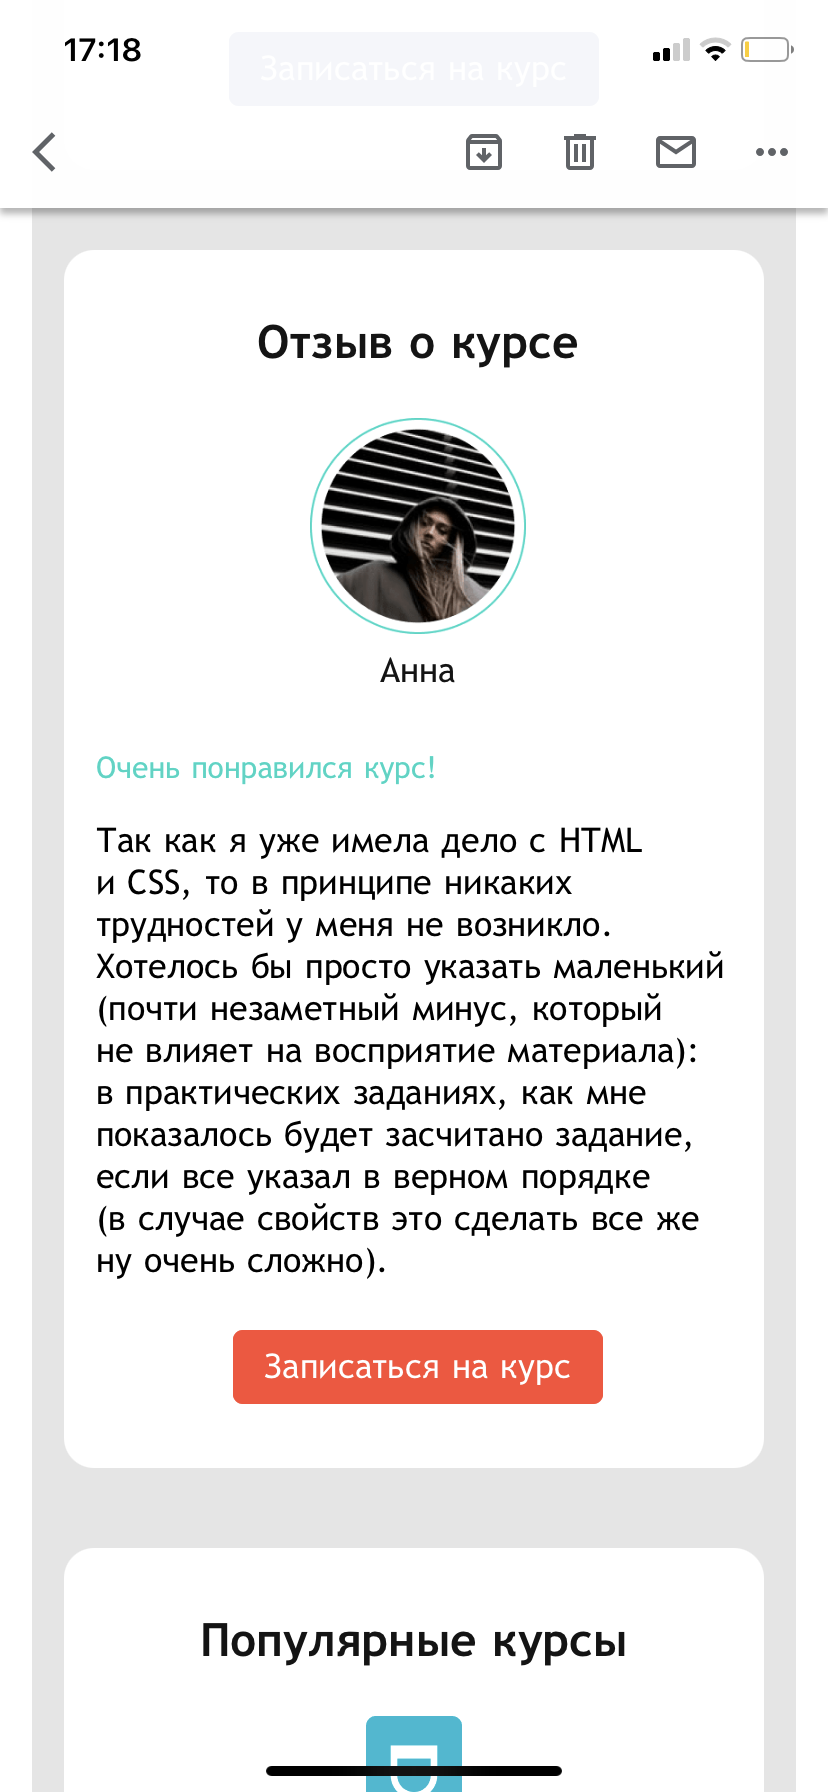 17:18
Записаться на курс
Отзыв о курсе
Анна
Очень понравился курс!
Так как я уже имела дело с HTML
и CSS, то в принципе никаких
трудностей у меня не возникло.
Хотелось бы просто указать маленький
(почти незаметный минус, который
не влияет на восприятие материала):
в практических заданиях, как мне
показалось будет засчитано задание,
если все указал в верном порядке
(в случае свойств это сделать все же
ну очень сложно).
Записаться на курс
Популярные курсы